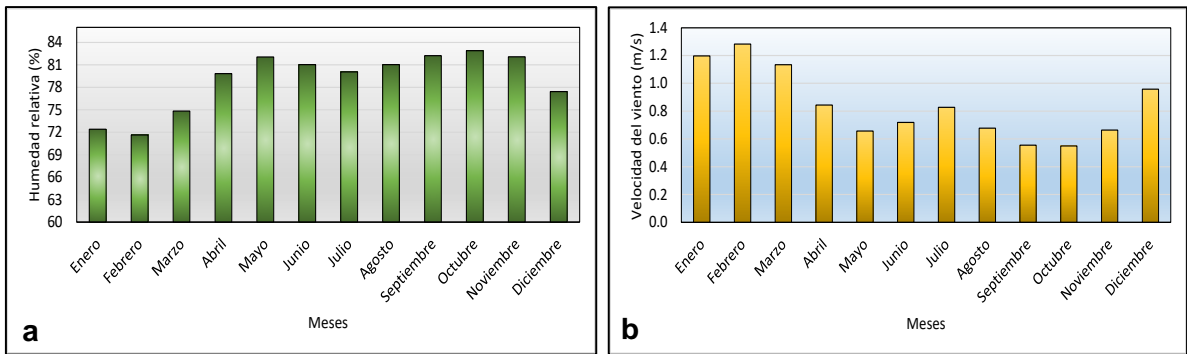 Humedad relativa (%)
84
81
78
75
72
69
66
63
60
Enero
Febrero
Marzo
Abril
Mayo
Junio
Julio
Agosto
Septiembre
Octubre
Noviembre
Diciembre
Meses
a
Velocidad del viento (m/s)
1.4
1.2
1.0
0.8
0.6
0.4
0.2
0.0
Enero
Febrero
Marzo
Abril
Mayo
Junio
Julio
Agosto
Septiembre
Octubre
Noviembre
Diciembre
Meses
b